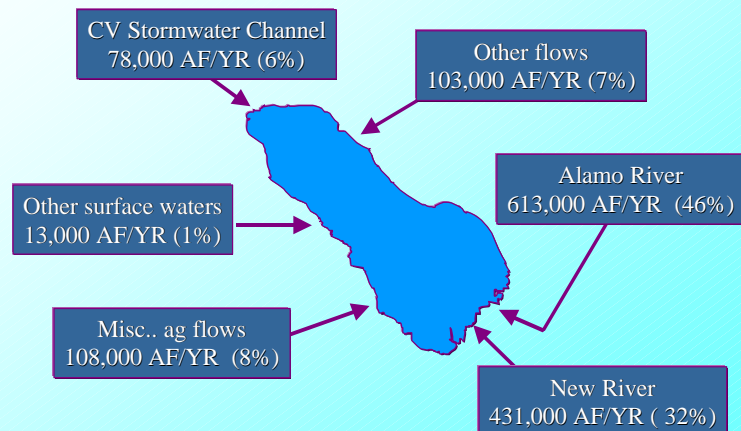 CV Stormwater Channel
78,000 AF/YR (6%)
Other flows
103,000 AF/YR (7%)
Alamo River
613,000 AF/YR (46%)
Other surface waters
13,000 AF/YR (1%)
Misc.. ag flows
108,000 AF/YR (8%)
New River
431,000 AF/YR ( 32%)